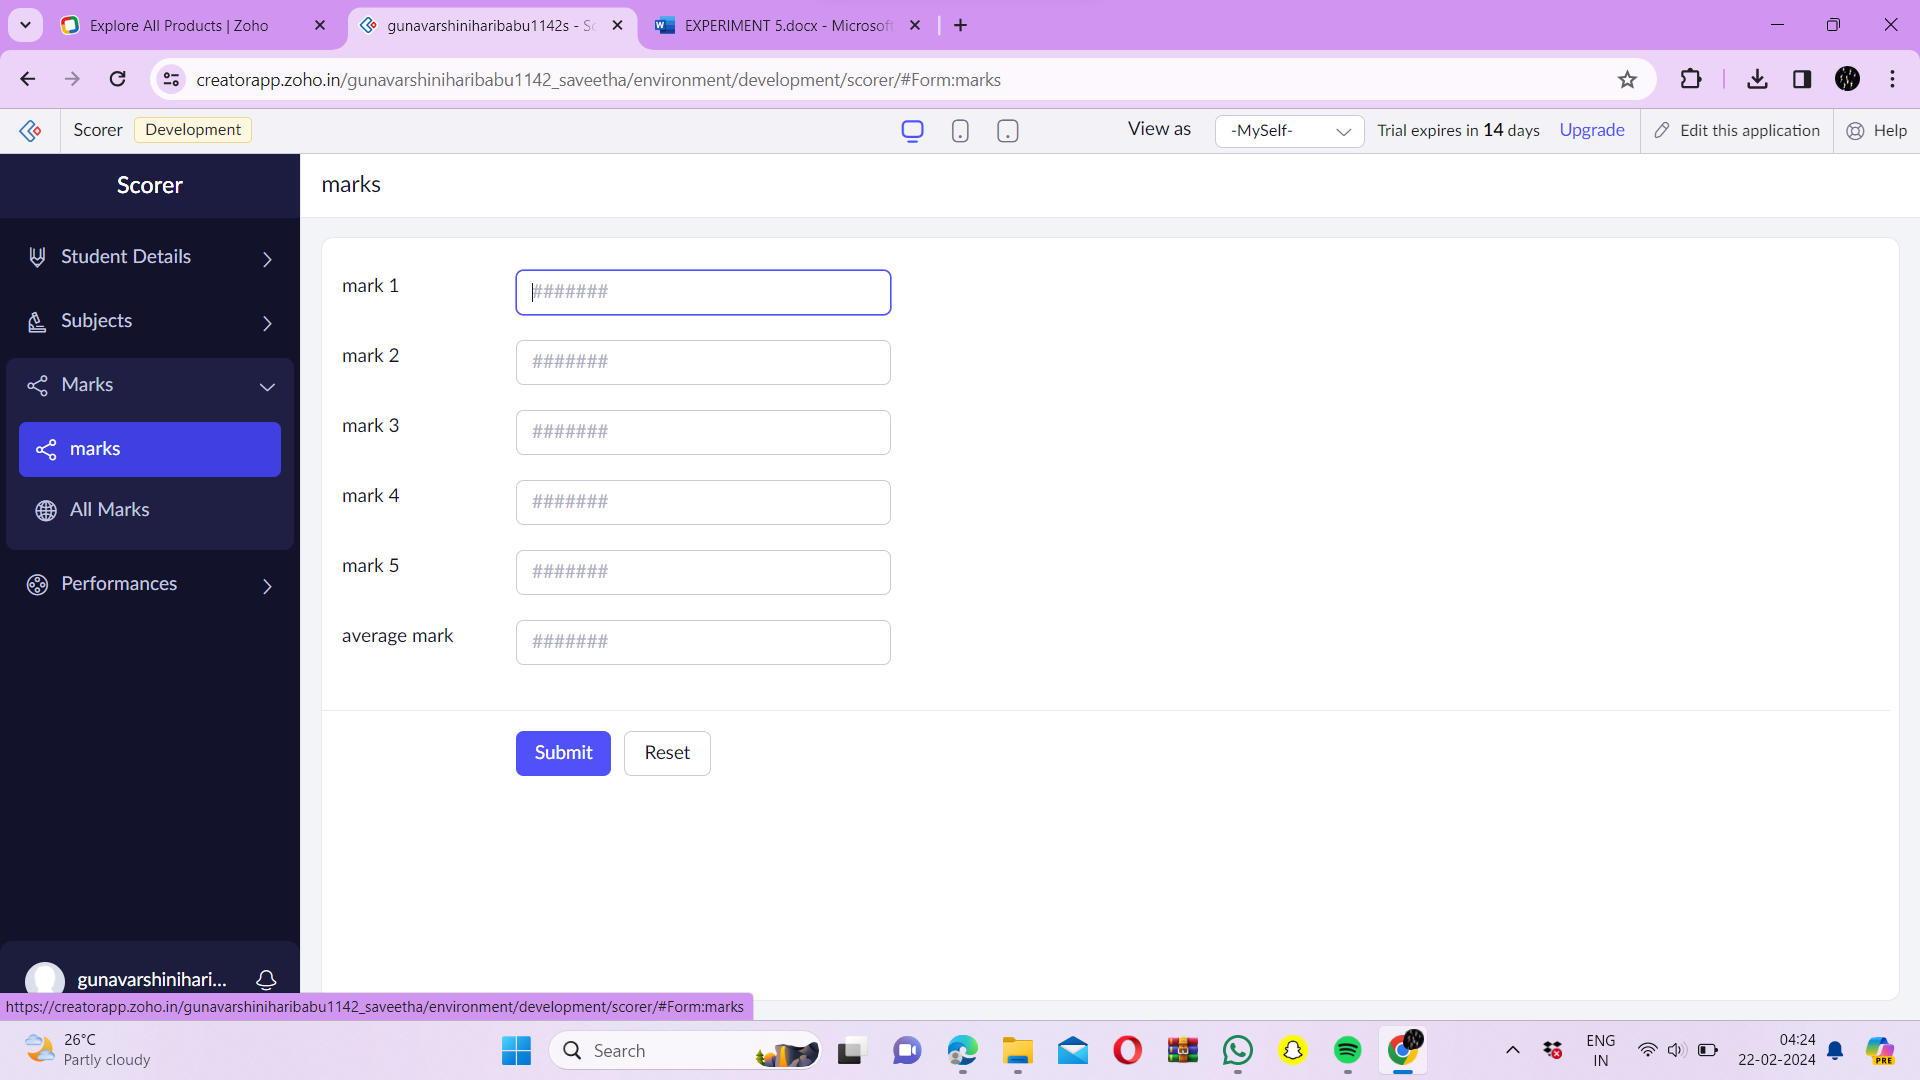 Explore All Products | Zoho
gunavarshiniharibabu1142s - Sc
EXPERIMENT 5.docx - Microsoft
creatorapp.zoho.in/gunavarshiniharibabu1142_saveetha/environment/development/scorer/#Form:marks
Scorer
Development
View as
-MySelf-
Trial expires in 14 days
Upgrade
Edit this application
Help
Scorer
marks
Student Details
Subjects
Marks
marks
All Marks
Performances
mark 1
#######
mark 2
#######
mark 3
#######
mark 4
#######
mark 5
#######
average mark
#######
Submit
Reset
gunavarshinihari...
https://creatorapp.zoho.in/gunavarshiniharibabu1142_saveetha/environment/development/scorer/#Form:marks
26°C
Partly cloudy
Search
ENG
IN
04:24
22-02-2024
PRE